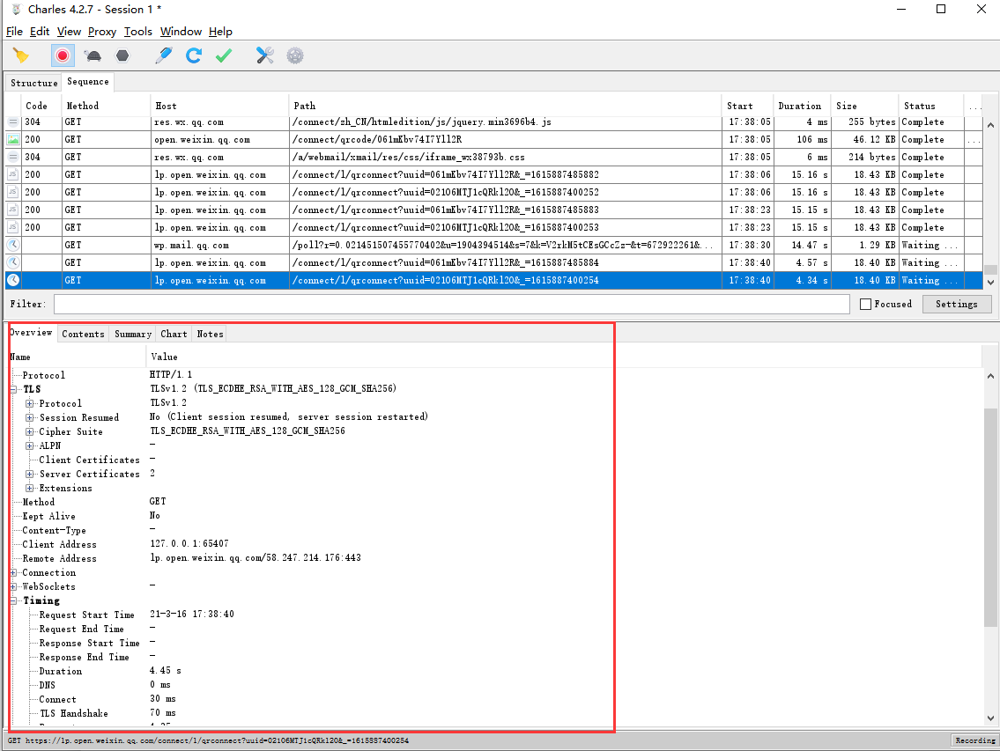 Charles 4.2.7 - Session 1 *
File Edit View Proxy Tools Window Help
Structure Sequence
Code Method Host Path Start Duration Size Status ...
304 GET res.wx.qq.com /connect/zh_CN/htmledition/js/jquery.min3696b4.js 17:38:05 4 ms 255 bytes Complete
200 GET open.weixin.qq.com /connect/qrcode/061mKbv74I7Yll2R 17:38:05 106 ms 46.12 KB Complete ...
304 GET res.wx.qq.com /a/webmail/xmail/res/css/iframe_wx38793b.css 17:38:05 6 ms 214 bytes Complete
JS 200 GET lp.open.weixin.qq.com /connect/l/qrconnect?uuid=061mKbv74I7Yll2R&_=1615887485882 17:38:06 15.16 s 18.43 KB Complete
JS 200 GET lp.open.weixin.qq.com /connect/l/qrconnect?uuid=02106MTJ1cQRkl2O&_=1615887400252 17:38:06 15.16 s 18.43 KB Complete
JS 200 GET lp.open.weixin.qq.com /connect/l/qrconnect?uuid=061mKbv74I7Yll2R&_=1615887485883 17:38:23 15.15 s 18.43 KB Complete
JS 200 GET lp.open.weixin.qq.com /connect/l/qrconnect?uuid=02106MTJ1cQRkl2O&_=1615887400253 17:38:23 15.15 s 18.43 KB Complete
GET wp.mail.qq.com /poll?r=0.021451507455770402&u=1904394514&s=7&k=V2rkM5tCEsGCcZz-&t=672922261&... 17:38:30 14.47 s 1.29 KB Waiting ...
GET lp.open.weixin.qq.com /connect/l/qrconnect?uuid=061mKbv74I7Yll2R&_=1615887485884 17:38:40 4.57 s 18.40 KB Waiting ...
GET lp.open.weixin.qq.com /connect/l/qrconnect?uuid=02106MTJ1cQRkl2O&_=1615887400254 17:38:40 4.34 s 18.40 KB Waiting ...
Filter: Focused Settings
Overview Contents Summary Chart Notes
Name Value
Protocol HTTP/1.1
TLS TLSv1.2 (TLS_ECDHE_RSA_WITH_AES_128_GCM_SHA256)
Protocol TLSv1.2
Session Resumed No (Client session resumed, server session restarted)
Cipher Suite TLS_ECDHE_RSA_WITH_AES_128_GCM_SHA256
ALPN -
Client Certificates -
Server Certificates 2
Extensions
Method GET
Kept Alive No
Content-Type -
Client Address 127.0.0.1:65407
Remote Address lp.open.weixin.qq.com/58.247.214.176:443
Connection
WebSockets -
Timing
Request Start Time 21-3-16 17:38:40
Request End Time -
Response Start Time -
Response End Time -
Duration 4.45 s
DNS 0 ms
Connect 30 ms
TLS Handshake 70 ms
GET https://lp.open.weixin.qq.com/connect/l/qrconnect?uuid=02106MTJ1cQRkl2O&_=1615887400254 Recording